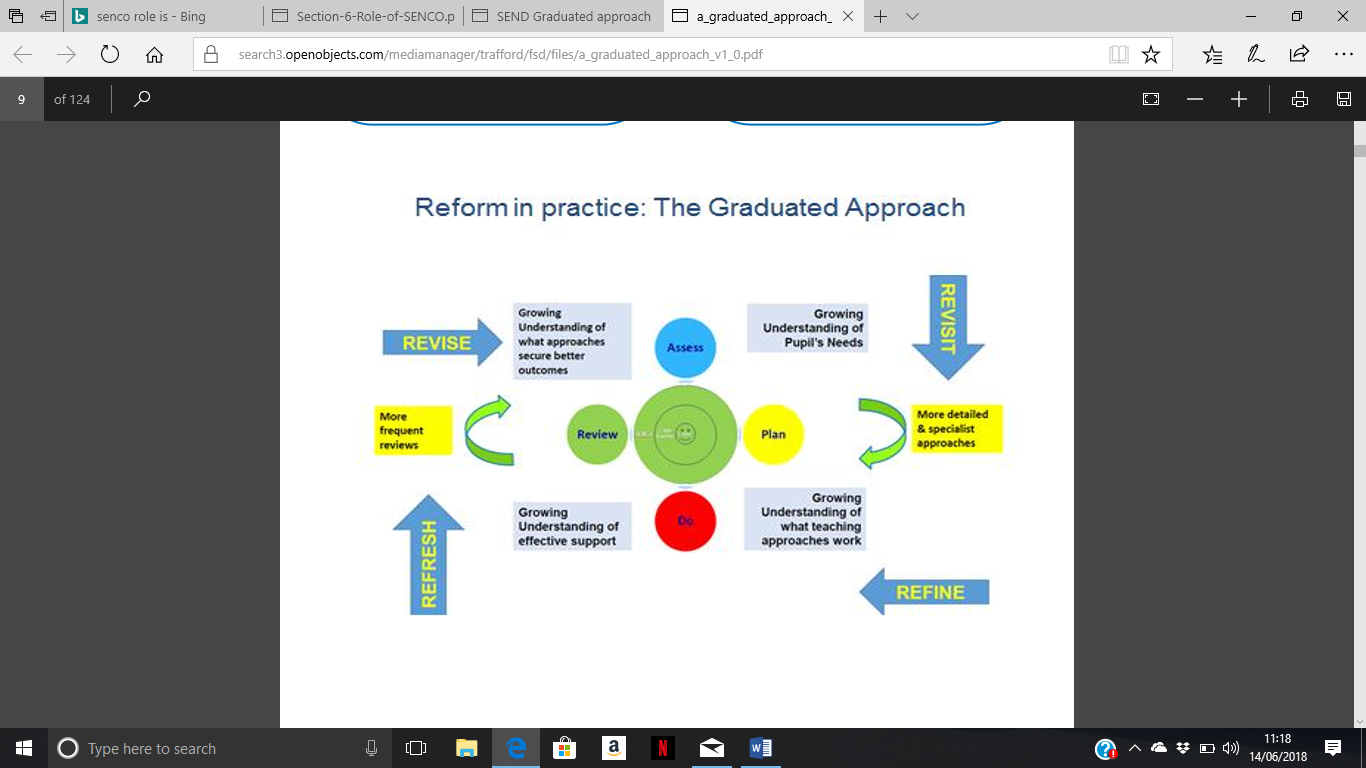 senco role is - Bing
Section-6-Role-of-SENCO.p
SEND Graduated approach
a_graduated_approach_
search3.openobjects.com/mediamanager/trafford/fsd/files/a_graduated_approach_v1_0.pdf
9
of 124
Reform in practice: The Graduated Approach
REVISE
Growing
Understanding of
what approaches
secure better
outcomes
Assess
Growing
Understanding of
Pupil's Needs
REVISIT
More
frequent
reviews
Review
Plan
More detailed
& specialist
approaches
REFRESH
Growing
Understanding of
effective support
Do
Growing
Understanding of
what teaching
approaches work
REFINE
Type here to search
11:18
14/06/2018